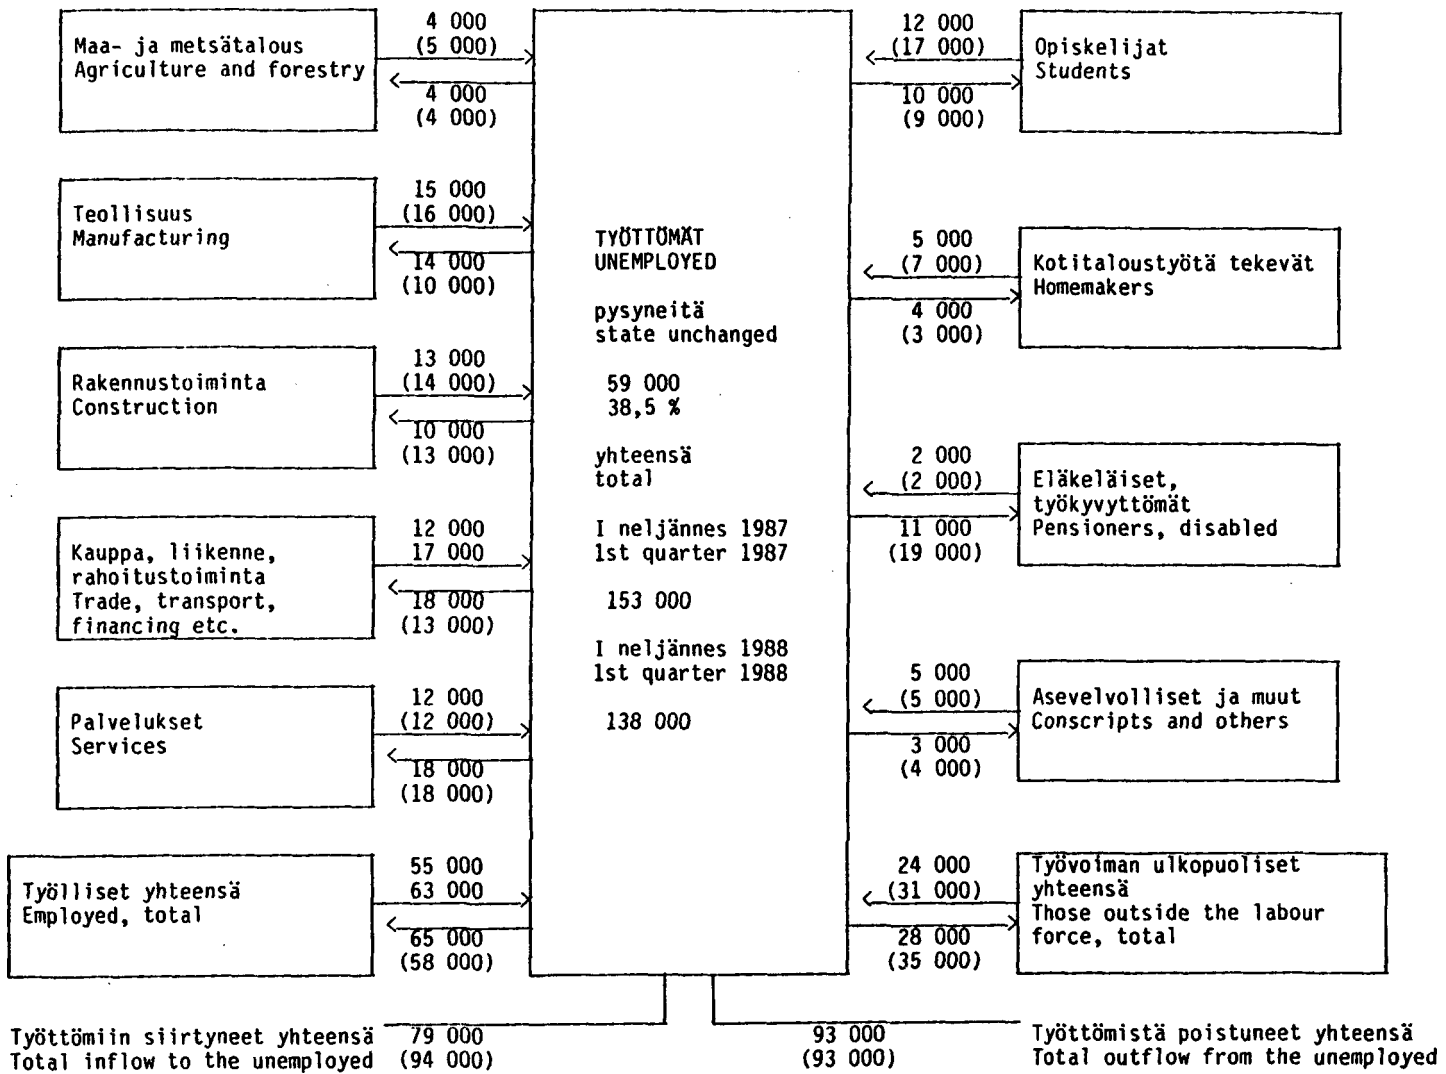 Maa- ja metsätalous
Agriculture and forestry
4 000
(5 000)
4 000
(4 000)
Teollisuus
Manufacturing
15 000
(16 000)
14 000
(10 000)
Rakennustoiminta
Construction
13 000
(14 000)
10 000
(13 000)
Kauppa, liikenne,
rahoitustoiminta
Trade, transport,
financing etc.
12 000
17 000
18 000
(13 000)
Palvelukset
Services
12 000
(12 000)
18 000
(18 000)
Työlliset yhteensä
Employed, total
55 000
63 000
65 000
(58 000)
TYÖTTÖMÄT
UNEMPLOYED
pysyneitä
state unchanged
59 000
38,5 %
yhteensä
total
I neljännes 1987
1st quarter 1987
153 000
I neljännes 1988
1st quarter 1988
138 000
12 000
(17 000)
10 000
(9 000)
Opiskelijat
Students
5 000
(7 000)
4 000
(3 000)
Kotitaloustyötä tekevät
Homemakers
2 000
(2 000)
11 000
(19 000)
Eläkeläiset,
työkyvyttömät
Pensioners, disabled
5 000
(5 000)
3 000
(4 000)
Asevelvolliset ja muut
Conscripts and others
24 000
(31 000)
28 000
(35 000)
Työvoiman ulkopuoliset
yhteensä
Those outside the labour
force, total
Työttömiin siirtyneet yhteensä 79 000
Total inflow to the unemployed (94 000)
93 000 Työttömistä poistuneet yhteensä
(93 000) Total outflow from the unemployed